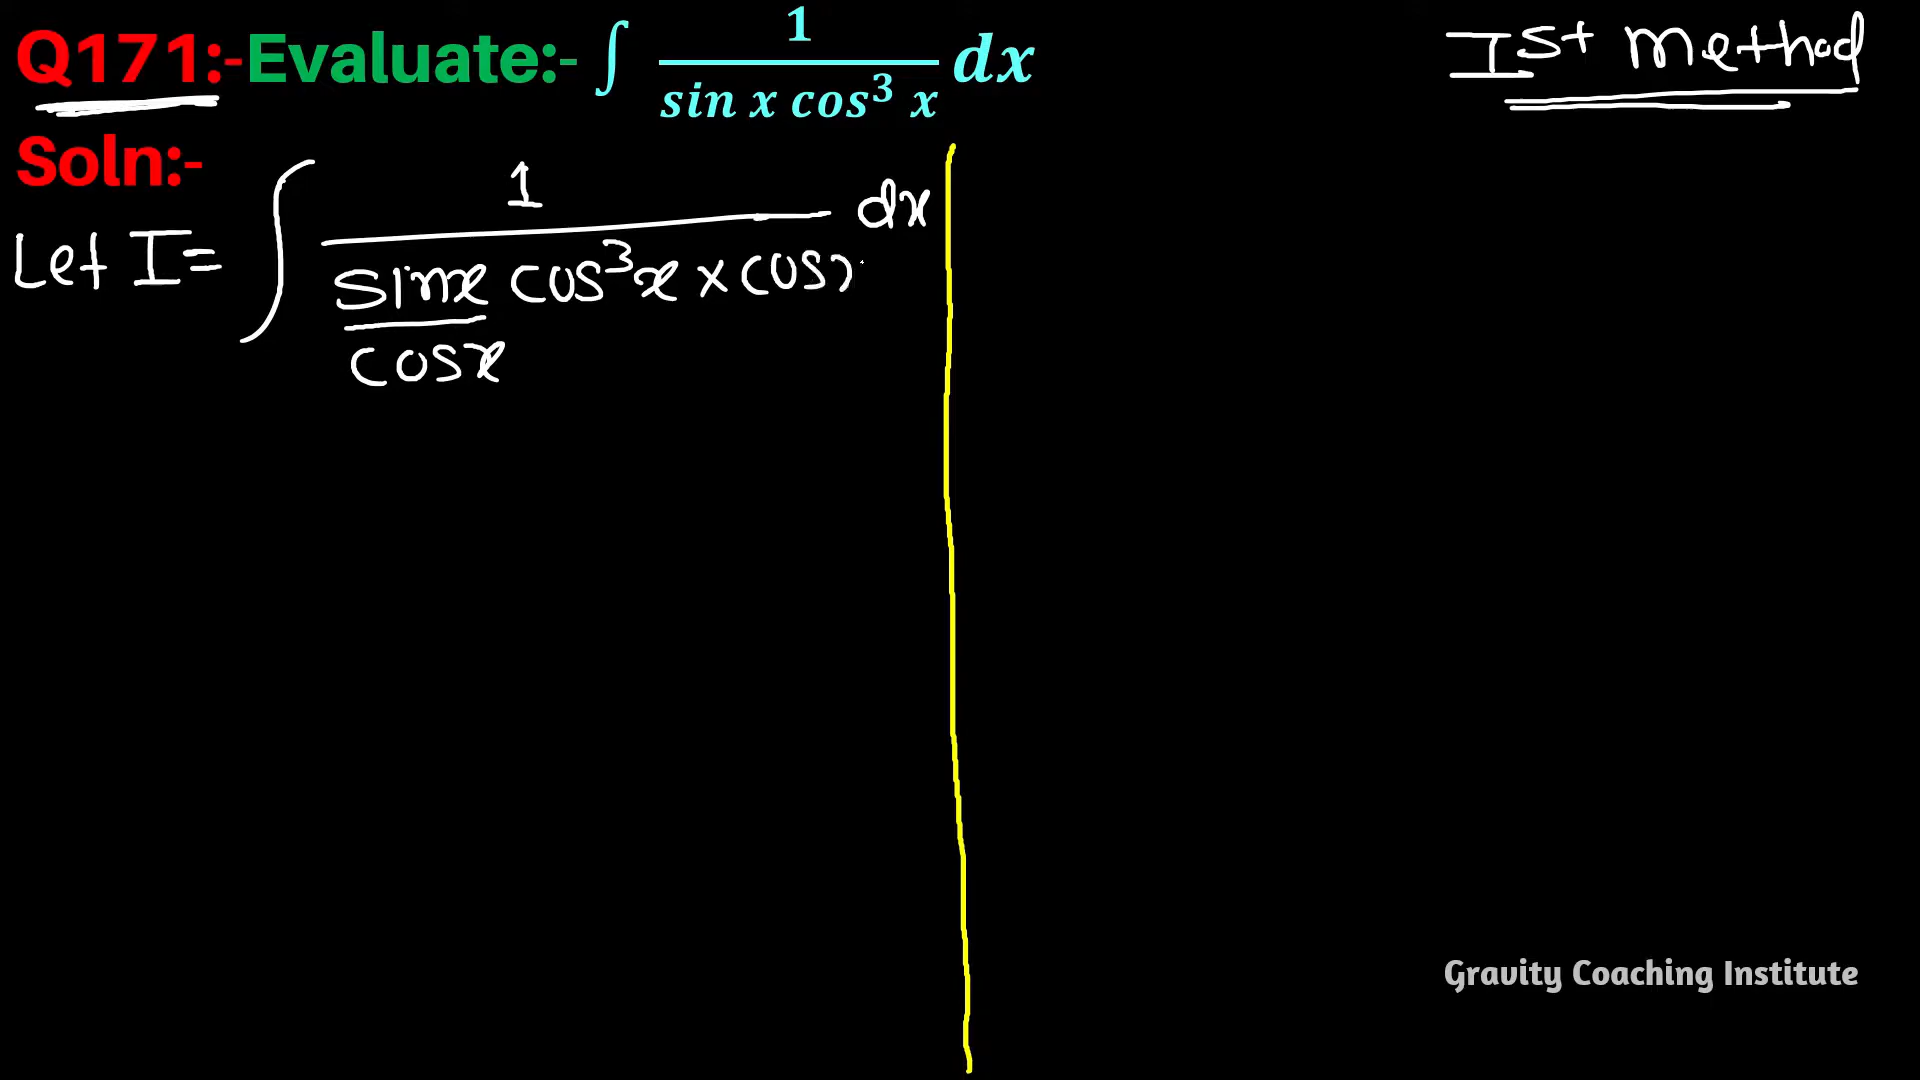 Q171:-Evaluate:- ∫ 1/(sin x cos³ x) dx
Ist Method
Soln:-
Let I = ∫ 1/((sinx/cosx) cos³x × cos) dx
Gravity Coaching Institute